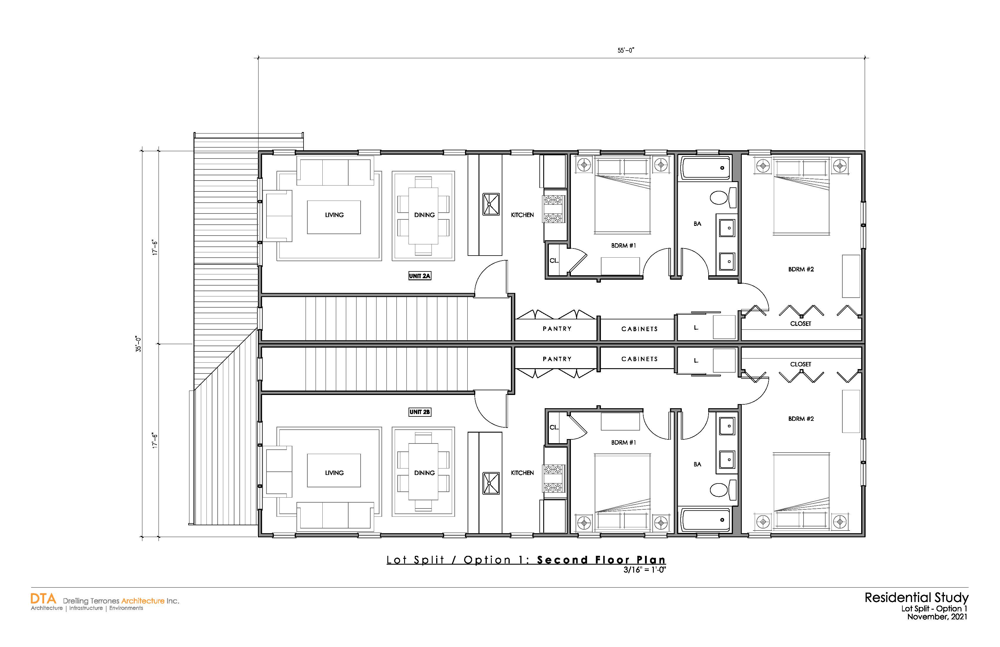 55'-0"
17'-6"
35'-0"
17'-6"
LIVING
DINING
KITCHEN
BDRM #1
BA
CL.
BDRM #2
UNIT 2A
PANTRY
CABINETS
L.
CLOSET
PANTRY
CABINETS
L.
CLOSET
UNIT 2B
BDRM #2
CL.
BDRM #1
BA
LIVING
DINING
KITCHEN
Lot Split / Option 1: Second Floor Plan
3/16" = 1'-0"
DTA Dreiling Terrones Architecture Inc.
Architecture | Infrastructure | Environments
Residential Study
Lot Split - Option 1
November, 2021